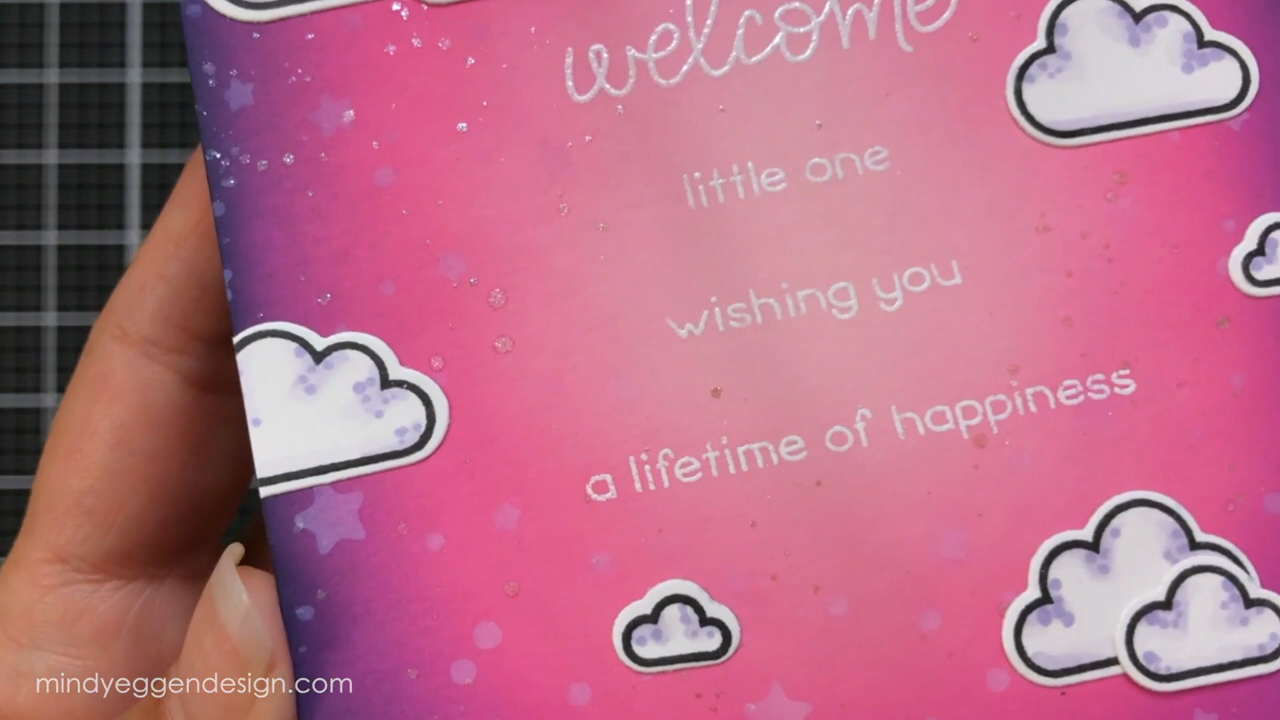 welcome
little one
wishing you
a lifetime of happiness
mindyeggendesign.com